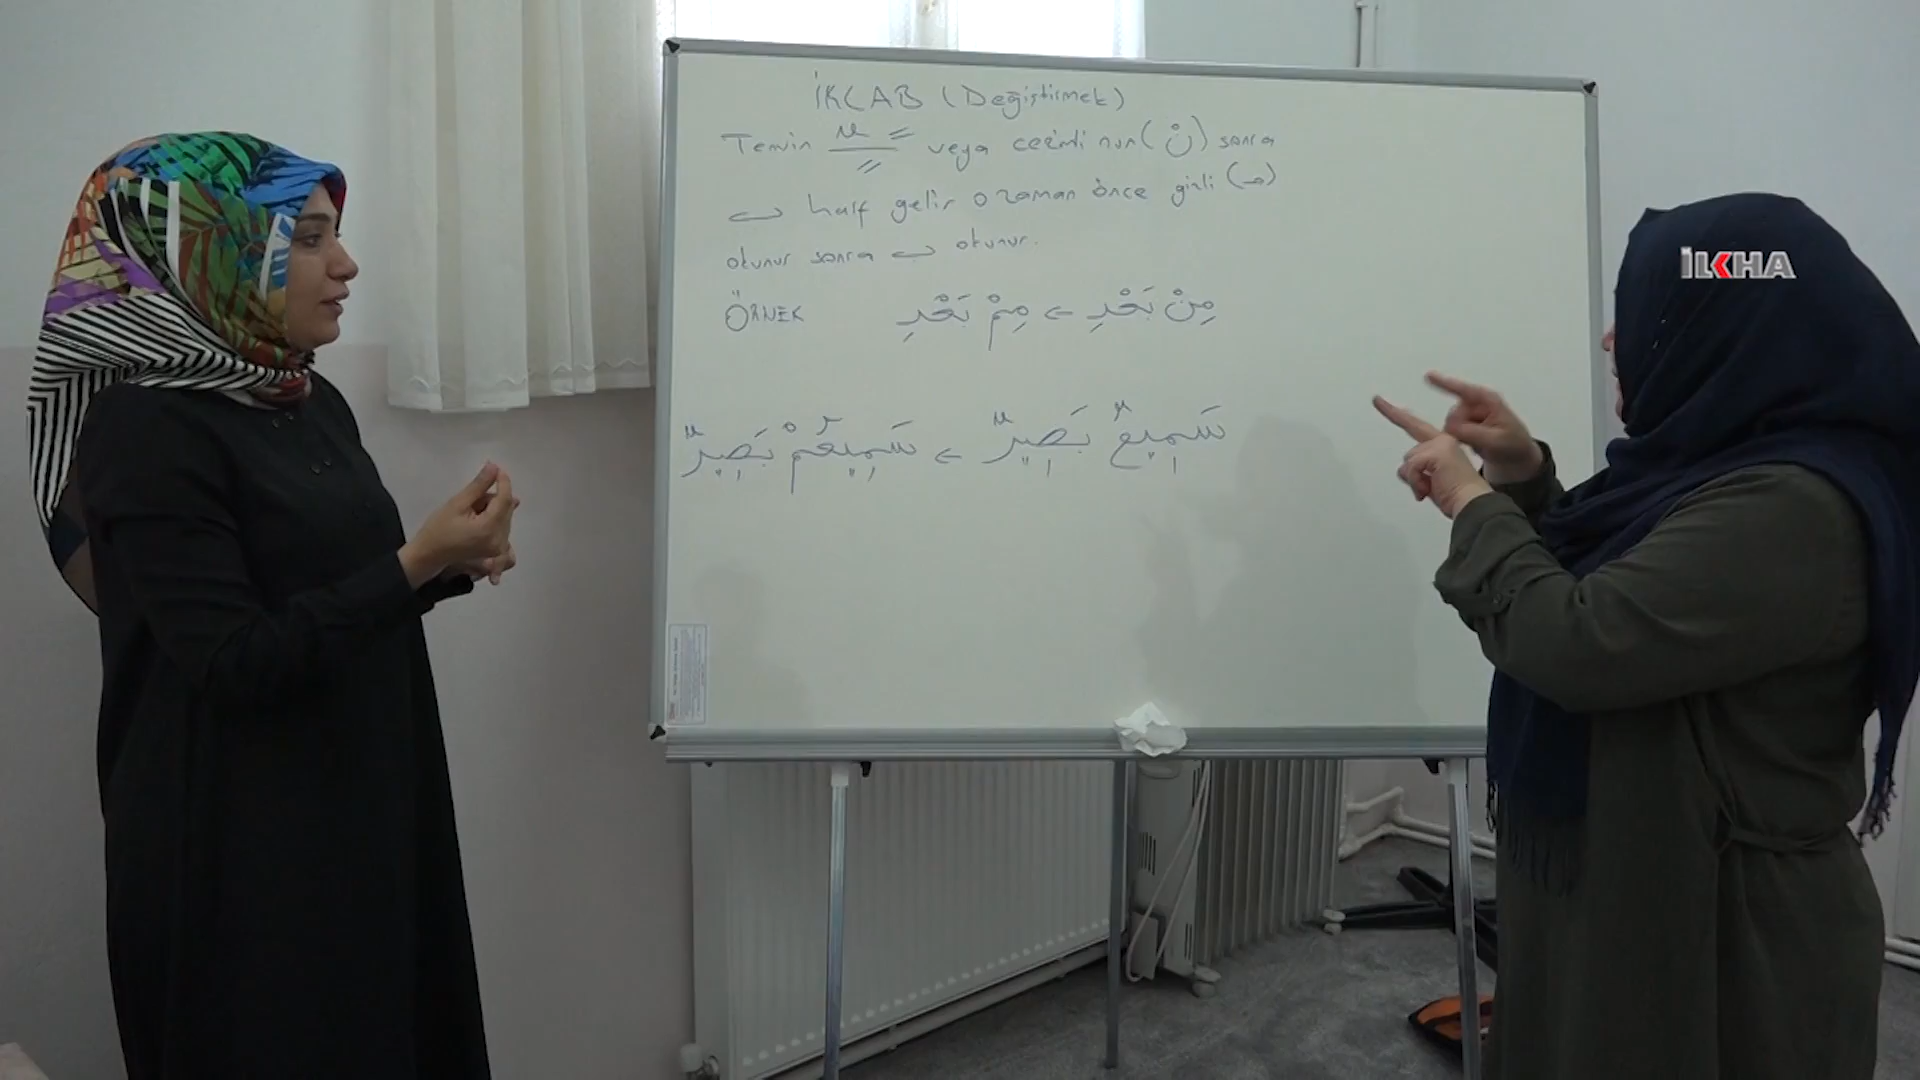 İKLAB (Değiştirmek)
Tenvin ـً ـٌ ـٍ veya cezimli nun (نْ) sonra
ب harf gelir o zaman önce gizli (م)
okunur sonra ب okunur.
ÖRNEK مِنْ بَعْدِ > مِمْ بَعْدِ
سَمِيعٌ بَصِيرٌ > سَمِيعُمْ بَصِيرٌ
İLKHA